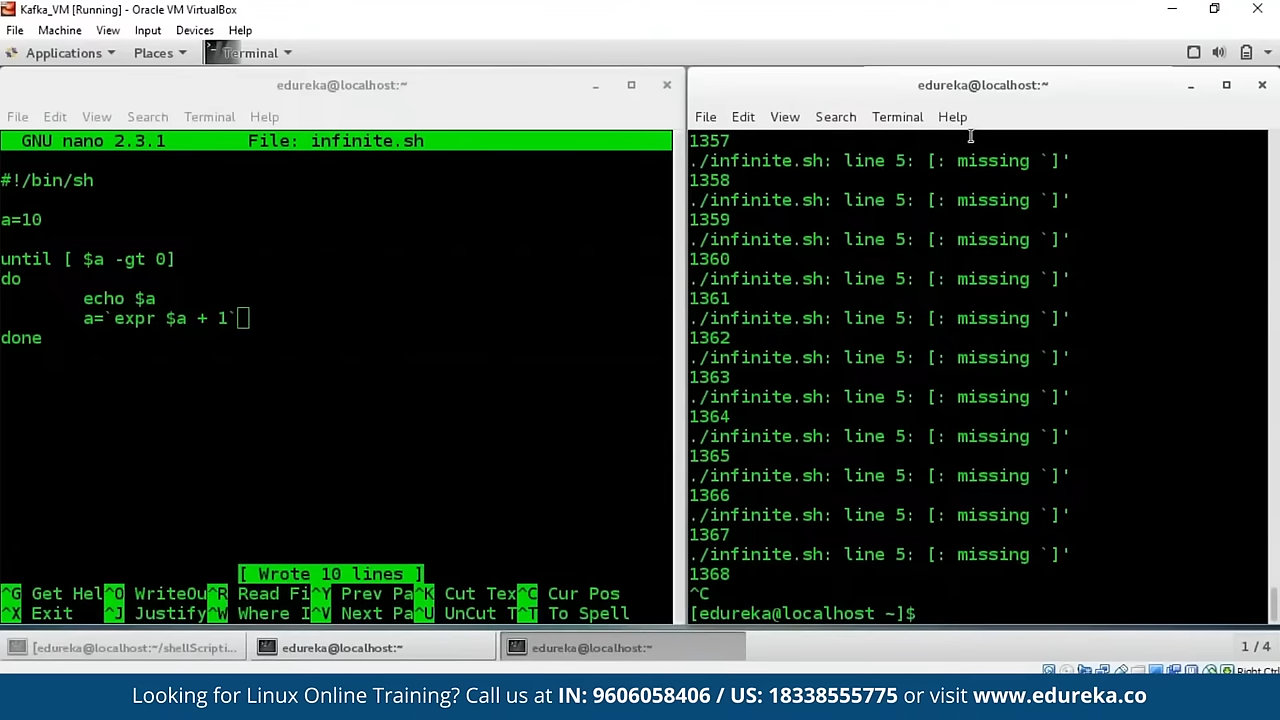 Kafka_VM [Running] - Oracle VM VirtualBox
File Machine View Input Devices Help
Applications Places Terminal
edureka@localhost:~
File Edit View Search Terminal Help
GNU nano 2.3.1 File: infinite.sh
#!/bin/sh
a=10
until [ $a -gt 0]
do
echo $a
a=`expr $a + 1`
done
[ Wrote 10 lines ]
^G Get Hel ^O WriteOu ^R Read Fi ^Y Prev Pa ^K Cut Tex ^C Cur Pos
^X Exit ^J Justify ^W Where I ^V Next Pa ^U UnCut T ^T To Spell
edureka@localhost:~
File Edit View Search Terminal Help
1357
./infinite.sh: line 5: [: missing `]'
1358
./infinite.sh: line 5: [: missing `]'
1359
./infinite.sh: line 5: [: missing `]'
1360
./infinite.sh: line 5: [: missing `]'
1361
./infinite.sh: line 5: [: missing `]'
1362
./infinite.sh: line 5: [: missing `]'
1363
./infinite.sh: line 5: [: missing `]'
1364
./infinite.sh: line 5: [: missing `]'
1365
./infinite.sh: line 5: [: missing `]'
1366
./infinite.sh: line 5: [: missing `]'
1367
./infinite.sh: line 5: [: missing `]'
1368
^C
[edureka@localhost ~]$
[edureka@localhost:~/shellScripti... edureka@localhost:~ edureka@localhost:~ 1 / 4
Right Ctrl
Looking for Linux Online Training? Call us at IN: 9606058406 / US: 18338555775 or visit www.edureka.co